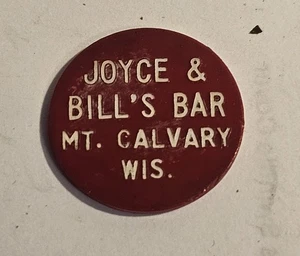 JOYCE &
BILL'S BAR
MT. CALVARY
WIS.